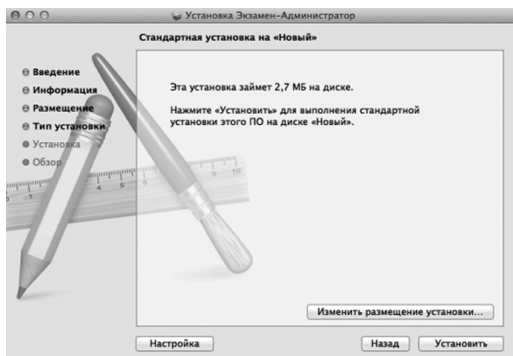 Установка Экзамен-Администратор
Стандартная установка на «Новый»
Введение
Информация
Размещение
Тип установки
Установка
Обзор
Эта установка займет 2,7 МБ на диске.
Нажмите «Установить» для выполнения стандартной
установки этого ПО на диске «Новый».
Изменить размещение установки...
Настройка
Назад
Установить